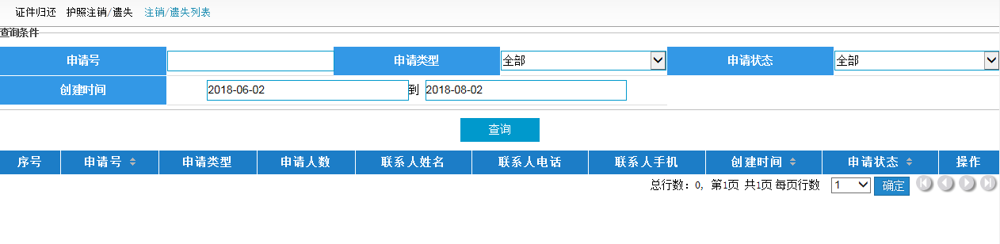 证件归还 护照注销/遗失 注销/遗失列表
查询条件
申请号 申请类型 全部 申请状态 全部
创建时间 2018-06-02 到 2018-08-02
查询
序号 申请号 申请类型 申请人数 联系人姓名 联系人电话 联系人手机 创建时间 申请状态 操作
总行数：0, 第1页 共1页 每页行数 1 确定